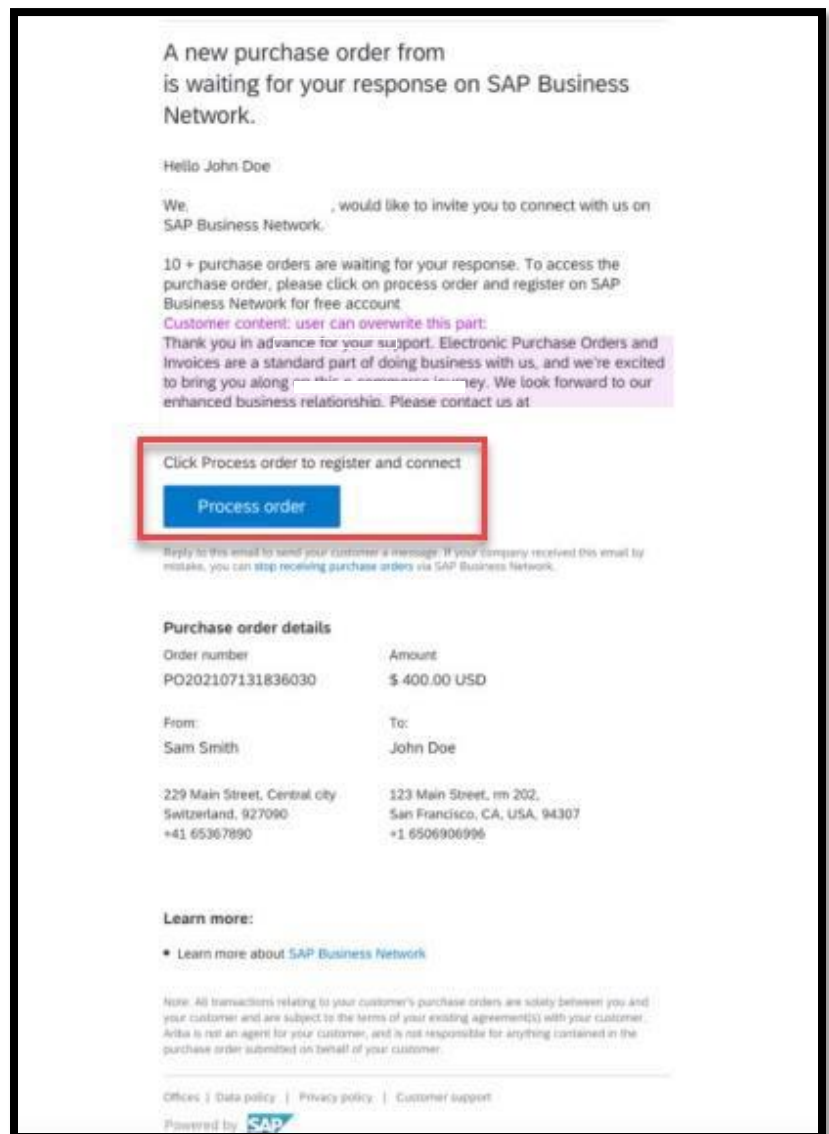 A new purchase order from
is waiting for your response on SAP Business
Network.
Hello John Doe
We, , would like to invite you to connect with us on
SAP Business Network.
10 + purchase orders are waiting for your response. To access the
purchase order, please click on process order and register on SAP
Business Network for free account
Customer content: user can overwrite this part:
Thank you in advance for your support. Electronic Purchase Orders and
Invoices are a standard part of doing business with us, and we're excited
to bring you along journey. We look forward to our
enhanced business relationship. Please contact us at
Click Process order to register and connect
Process order
Reply to this email to send your customer a message. If your company received this email by
mistake, you can stop receiving purchase orders via SAP Business Network.
Purchase order details
Order number Amount
PO202107131836030 $ 400.00 USD
From: To:
Sam Smith John Doe
229 Main Street, Central city 123 Main Street, rm 202,
Switzerland, 927090 San Francisco, CA, USA, 94307
+41 65367890 +1 6506906996
Learn more:
• Learn more about SAP Business Network
Note: All transactions relating to your customer's purchase orders are solely between you and
your customer and are subject to the terms of your existing agreement(s) with your customer.
Ariba is not an agent for your customer, and is not responsible for anything contained in the
purchase order submitted on behalf of your customer.
Offices | Data policy | Privacy policy | Customer support
Powered by SAP